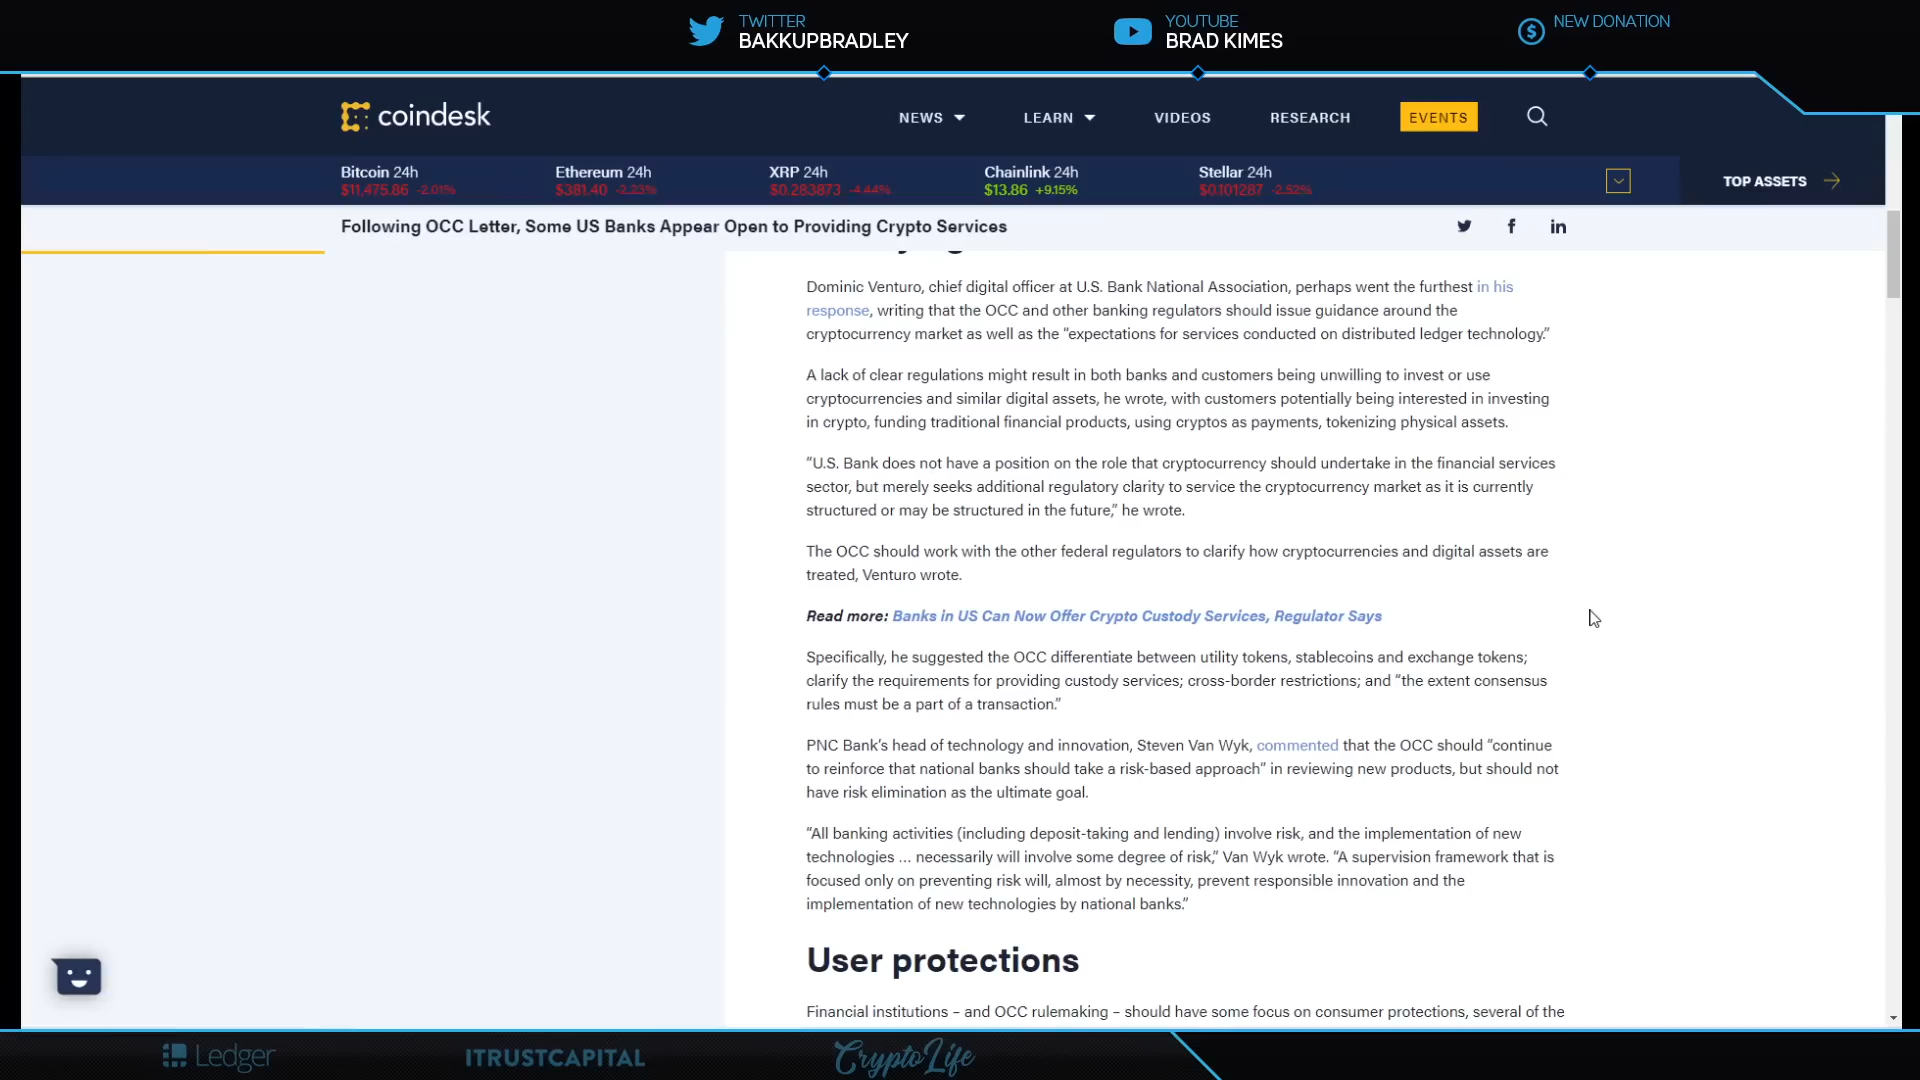 TWITTER
BAKKUPBRADLEY
YOUTUBE
BRAD KIMES
NEW DONATION
coindesk
NEWS
LEARN
VIDEOS
RESEARCH
EVENTS
Bitcoin 24h
$11,475.86 -2.01%
Ethereum 24h
$381.40 -2.23%
XRP 24h
$0.283873 -4.44%
Chainlink 24h
$13.86 +9.15%
Stellar 24h
$0.101287 -2.52%
TOP ASSETS
Following OCC Letter, Some US Banks Appear Open to Providing Crypto Services
Dominic Venturo, chief digital officer at U.S. Bank National Association, perhaps went the furthest in his
response, writing that the OCC and other banking regulators should issue guidance around the
cryptocurrency market as well as the “expectations for services conducted on distributed ledger technology.”
A lack of clear regulations might result in both banks and customers being unwilling to invest or use
cryptocurrencies and similar digital assets, he wrote, with customers potentially being interested in investing
in crypto, funding traditional financial products, using cryptos as payments, tokenizing physical assets.
“U.S. Bank does not have a position on the role that cryptocurrency should undertake in the financial services
sector, but merely seeks additional regulatory clarity to service the cryptocurrency market as it is currently
structured or may be structured in the future,” he wrote.
The OCC should work with the other federal regulators to clarify how cryptocurrencies and digital assets are
treated, Venturo wrote.
Read more: Banks in US Can Now Offer Crypto Custody Services, Regulator Says
Specifically, he suggested the OCC differentiate between utility tokens, stablecoins and exchange tokens;
clarify the requirements for providing custody services; cross-border restrictions; and “the extent consensus
rules must be a part of a transaction.”
PNC Bank’s head of technology and innovation, Steven Van Wyk, commented that the OCC should “continue
to reinforce that national banks should take a risk-based approach” in reviewing new products, but should not
have risk elimination as the ultimate goal.
“All banking activities (including deposit-taking and lending) involve risk, and the implementation of new
technologies … necessarily will involve some degree of risk,” Van Wyk wrote. “A supervision framework that is
focused only on preventing risk will, almost by necessity, prevent responsible innovation and the
implementation of new technologies by national banks.”
User protections
Financial institutions – and OCC rulemaking – should have some focus on consumer protections, several of the
Ledger
ITRUSTCAPITAL
CryptoLife